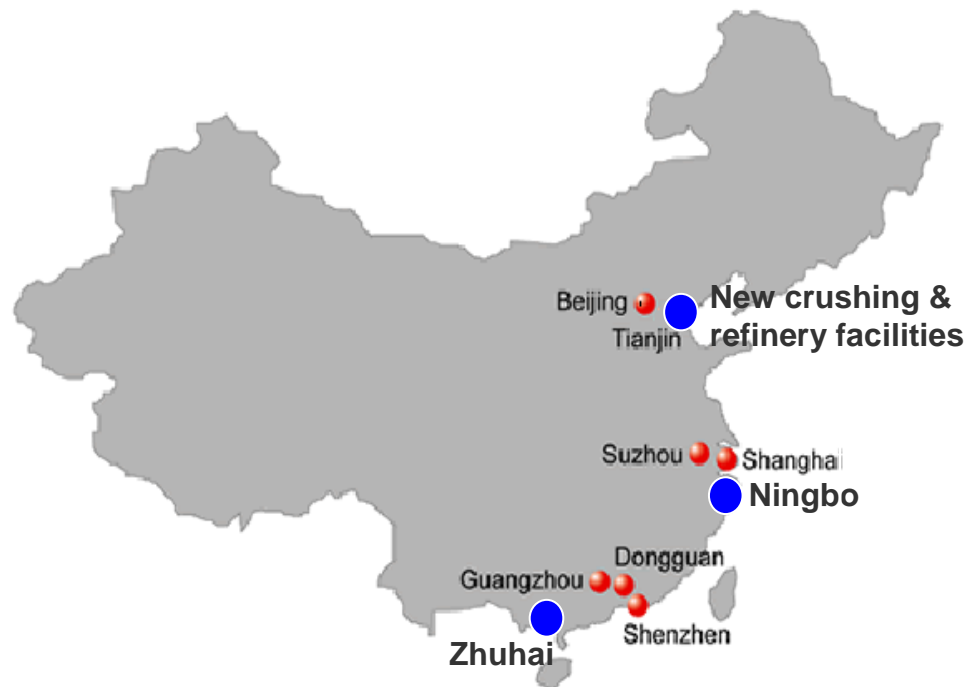 Beijing
New crushing &
refinery facilities
Tianjin
Suzhou
Shanghai
Ningbo
Dongguan
Guangzhou
Shenzhen
Zhuhai